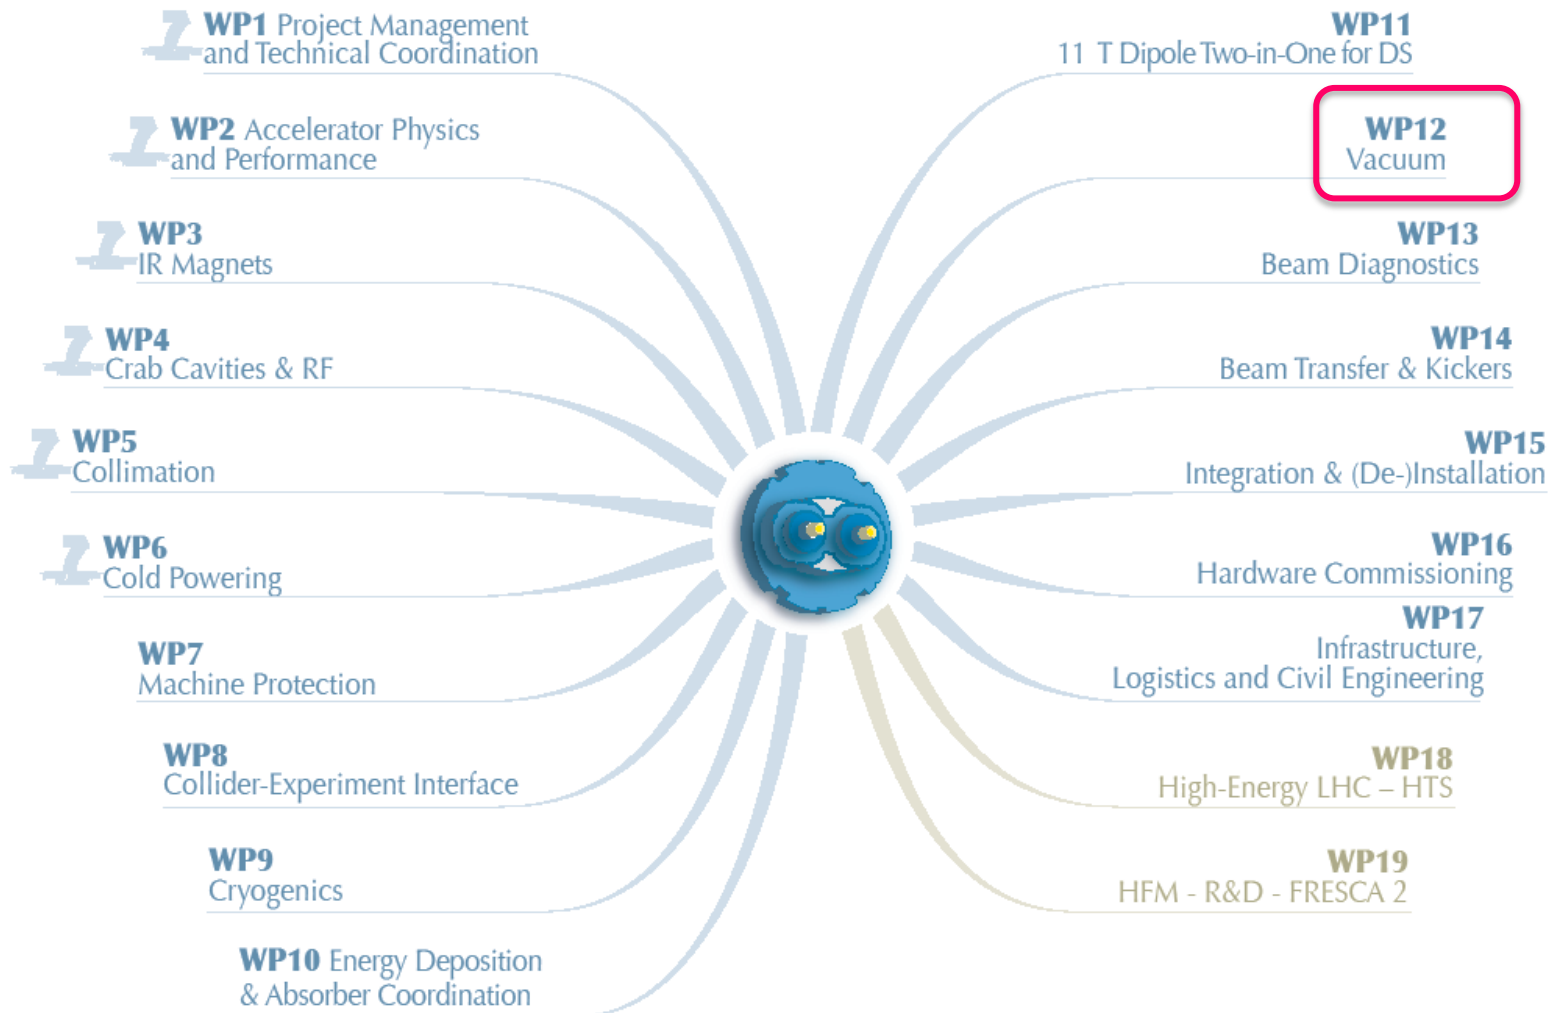 WP1 Project Management
and Technical Coordination
WP2 Accelerator Physics
and Performance
WP3
IR Magnets
WP4
Crab Cavities & RF
WP5
Collimation
WP6
Cold Powering
WP7
Machine Protection
WP8
Collider-Experiment Interface
WP9
Cryogenics
WP10 Energy Deposition
& Absorber Coordination
WP11
11 T Dipole Two-in-One for DS
WP12
Vacuum
WP13
Beam Diagnostics
WP14
Beam Transfer & Kickers
WP15
Integration & (De-)Installation
WP16
Hardware Commissioning
WP17
Infrastructure,
Logistics and Civil Engineering
WP18
High-Energy LHC – HTS
WP19
HFM - R&D - FRESCA 2